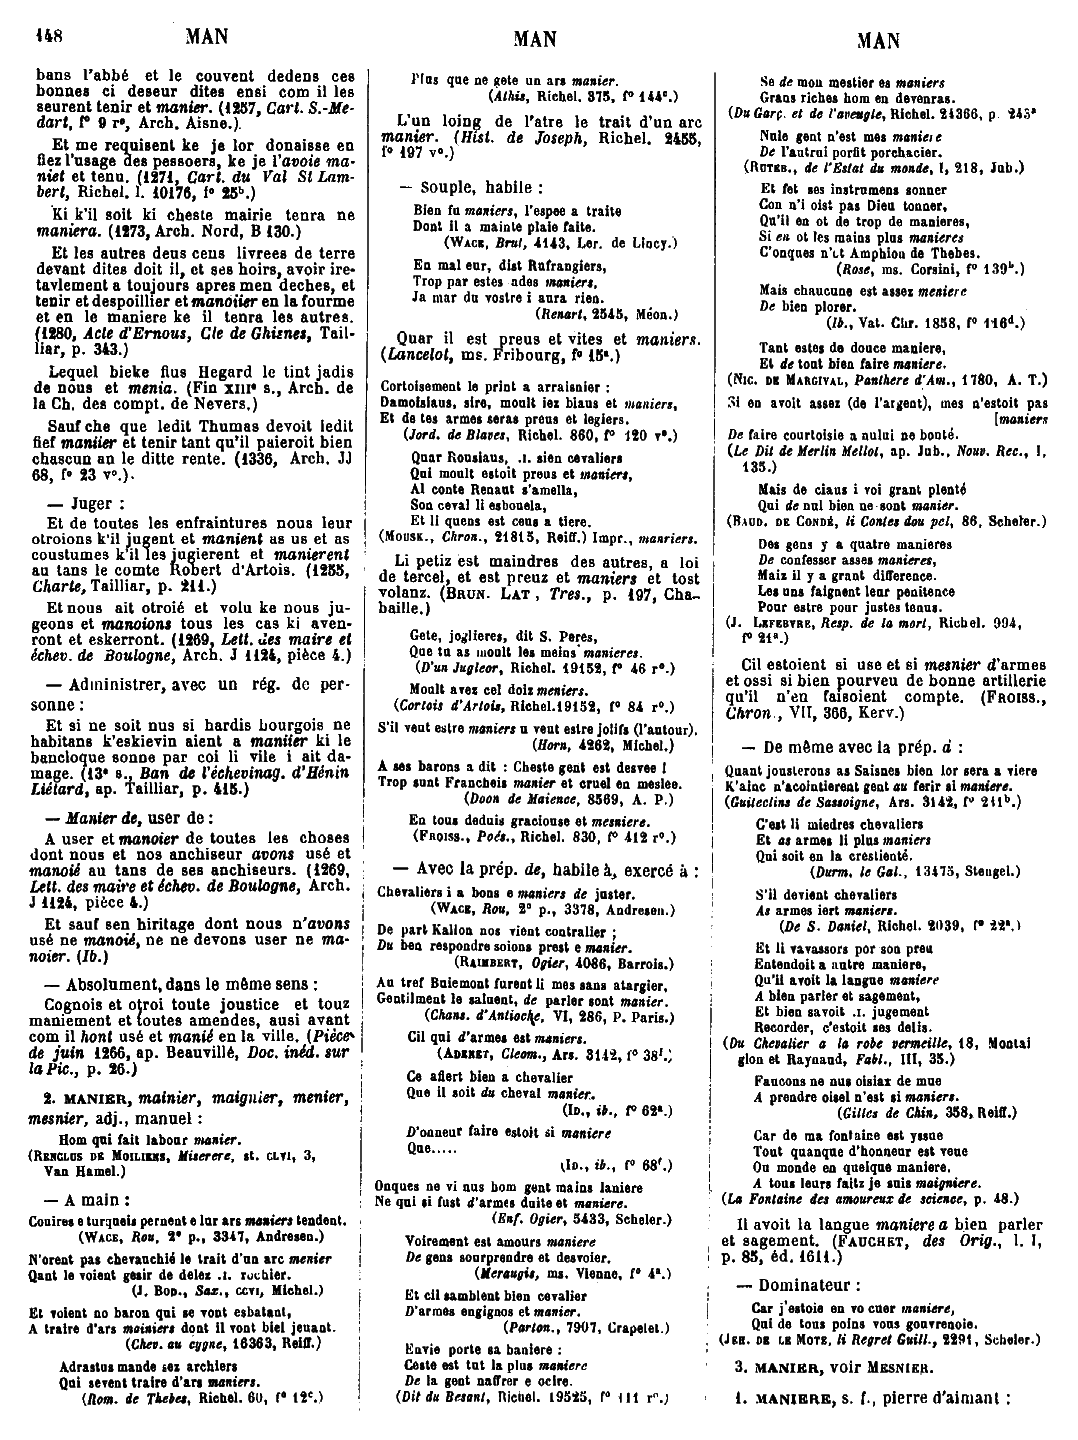 148 MAN
bans l'abbé et le couvent dedens ces
bonnes ci deseur dites ensi com il les
seurent tenir et manier. (1257, Cart. S.-Me-
dart, f° 9 r°, Arch. Aisne.).
Et me requisent ke je lor donaisse en
fiez l'usage des pessoers, ke je l'avoie ma-
niet et tenu. (1271, Cart. du Val St Lam-
bert, Richel. l. 10176, f° 25ᵇ.)
Ki k'il soit ki cheste mairie tenra ne
maniera. (1273, Arch. Nord, B 130.)
Et les autres deus cens livrees de terre
devant dites doit il, et ses hoirs, avoir ire-
tavlement a toujours apres men deches, et
tenir et despoillier et manoiier en la fourme
et en le maniere ke il tenra les autres.
(1280, Acte d'Ernous, Cte de Ghisnes, Tail-
liar, p. 343.)
Lequel bieke flus Hegard le tint jadis
de nous et menia. (Fin XIIIᵉ s., Arch. de
la Ch. des compt. de Nevers.)
Sauf che que ledit Thumas devoit ledit
fief maniier et tenir tant qu'il paieroit bien
chascun an le ditte rente. (1336, Arch. JJ
68, f° 23 v°.).
— Juger :
Et de toutes les enfraintures nous leur
otroions k'il jugent et manient as us et as
coustumes k'il les jugierent et manierent
au tans le comte Robert d'Artois. (1255,
Charte, Tailliar, p. 211.)
Et nous ait otroié et volu ke nous ju-
geons et manoions tous les cas ki aven-
ront et eskerront. (1269, Lett. des maire et
échev. de Boulogne, Arch. J 1124, pièce 4.)
— Administrer, avec un rég. de per-
sonne :
Et si ne soit nus si hardis bourgois ne
habitans k'eskievin aient a maniier ki le
bancloque sonne par coi li vile i ait da-
mage. (13ᵉ s., Ban de l'échevinag. d'Hénin
Liétard, ap. Tailliar, p. 415.)
— Manier de, user de :
A user et manoier de toutes les choses
dont nous et nos anchiseur avons usé et
manoié au tans de ses anchiseurs. (1269,
Lett. des maire et échev. de Boulogne, Arch.
J 1124, pièce 4.)
Et sauf sen hiritage dont nous n'avons
usé ne manoié, ne ne devons user ne ma-
noier. (Ib.)
— Absolument, dans le même sens :
Cognois et otroi toute joustice et touz
maniement et toutes amendes, ausi avant
com il hont usé et manié en la ville. (Pièce
de juin 1266, ap. Beauvillé, Doc. inéd. sur
la Pic., p. 26.)
2. MANIER, mainier, maignier, menier,
mesnier, adj., manuel :
Hom qui fait labour manier.
(RENCLUS DE MOILIENS, Miserere, st. CLVI, 3,
Van Hamel.)
— A main :
Couires e turqueis pernent e lur ars maniers tendent.
(WACE, Rou, 2ᵉ p., 3347, Andresen.)
N'orent pas chevauchié le trait d'un arc menier
Qant le voient gesir de delez .I. rochier.
(J. BOD., Sax., CCVI, Michel.)
Et voient no baron qui se vont esbatant,
A traire d'ars mainiers dont il vont biel jeuant.
(Chev. au cygne, 16363, Reiff.)
Adrastus mande sez archiers
Qui sevent traire d'ars maniers.
(Rom. de Thebes, Richel. 60, f° 12ᶜ.)
MAN
Plus que ne gete un ars manier.
(Athis, Richel. 375, f° 144ᵉ.)
L'un loing de l'atre le trait d'un arc
manier. (Hist. de Joseph, Richel. 2455,
f° 197 v°.)
— Souple, habile :
Bien fu maniers, l'espee a traite
Dont il a mainte plaie faite.
(WACE, Brut, 4143, Ler. de Lincy.)
En mal eur, dist Rufrangiers,
Trop par estes ades maniers,
Ja mar du vostre i aura rien.
(Renart, 2545, Méon.)
Quar il est preus et vites et maniers.
(Lancelot, ms. Fribourg, f° 15ᵃ.)
Cortoisement le print a arraisnier :
Damoisiaus, sire, moult iez biaus et maniers,
Et de tes armes seras preus et legiers.
(Jord. de Blaves, Richel. 860, f° 120 r°.)
Quar Rousiaus, .I. sien cevaliers
Qui moult estoit preus et maniers,
Al conte Renaut s'amella,
Son ceval li esbouela,
Et li quens est ceus a tiere.
(MOUSK., Chron., 21815, Reiff.) Impr., manriers.
Li petiz est maindres des autres, a loi
de tercel, et est preuz et maniers et tost
volanz. (BRUN. LAT, Tres., p. 197, Cha-
baille.)
Gete, joglieres, dit S. Peres,
Que tu as moult les meins manieres.
(D'un Jugleor, Richel. 19152, f° 46 r°.)
Moult avez cel doiz meniers.
(Cortois d'Artois, Richel. 19152, f° 84 r°.)
S'il veut estre maniers u veut estre jolifs (l'autour).
(Horn, 4262, Michel.)
A ses barons a dit : Cheste gent est desvee !
Trop sunt Francheis manier et cruel en meslee.
(Doon de Maience, 8569, A. P.)
En tous deduis graciouse et mesniere.
(FROISS., Poés., Richel. 830, f° 412 r°.)
— Avec la prép. de, habile à, exercé à :
Chevaliers i a bons e maniers de juster.
(WACE, Rou, 2ᵉ p., 3378, Andresen.)
De part Kallon nos vient contralier ;
Du ben respondre soions prest e manier.
(RAIMBERT, Ogier, 4086, Barrois.)
Au tref Buiemont furent li mes sans atargier,
Gentilment le saluent, de parler sont manier.
(Chans. d'Antioche, VI, 286, P. Paris.)
Cil qui d'armes est maniers.
(ADENET, Cleom., Ars. 3142, f° 38ᶠ.)
Ce afiert bien a chevalier
Que il soit du cheval manier.
(ID., ib., f° 62ᵃ.)
D'onneur faire estoit si maniere
Que.....
(ID., ib., f° 68ᶠ.)
Onques ne vi nus hom gent mains laniere
Ne qui si fust d'armes duite et maniere.
(Enf. Ogier, 5433, Scheler.)
Voirement est amours maniere
De gens sourprendre et desvoier.
(Meraugis, ms. Vienne, f° 4ᵃ.)
Et cil samblent bien cevalier
D'armes engignos et manier.
(Parton., 7907, Crapelet.)
Envie porte sa baniere :
Ceste est tut la plus maniere
De la gent naffrer e ocire.
(Dit du Besant, Richel. 19525, f° 111 r°.)
MAN
Se de mon mestier es maniers
Grans riches hom en devenras.
(Du Garç. et de l'aveugle, Richel. 24366, p. 243ᵃ
Nule gent n'est mes maniere
De l'autrui porfit porchacier.
(RUTEB., de l'Estat du monde, I, 218, Jub.)
Et fet ses instrumens sonner
Con n'i oist pas Dieu tonner,
Qu'il en ot de trop de manieres,
Si en ot les mains plus manieres
C'onques n'ot Amphion de Thebes.
(Rose, ms. Corsini, f° 139ᵇ.)
Mais chaucune est assez meniere
De bien plorer.
(Ib., Vat. Chr. 1858, f° 116ᵈ.)
Tant estes de douce maniere,
Et de tout bien faire maniere.
(NIC. DE MARGIVAL, Panthere d'Am., 1780, A. T.)
Si en avoit assez (de l'argent), mes n'estoit pas
[maniers
De faire courtoisie a nului ne bonté.
(Le Dit de Merlin Mellot, ap. Jub., Nouv. Rec., I,
135.)
Mais de ciaus i voi grant plenté
Qui de nul bien ne sont manier.
(BAUD. DE CONDÉ, li Contes dou pel, 86, Scheler.)
Des gens y a quatre manieres
De confesser asses manieres,
Maiz il y a grant difference.
Les uns faignent leur penitence
Pour estre pour justes tenus.
(J. LEFEBVRE, Resp. de la mort, Richel. 994,
f° 21ᵃ.)
Cil estoient si use et si mesnier d'armes
et ossi si bien pourveu de bonne artillerie
qu'il n'en faisoient compte. (FROISS.,
Chron., VII, 366, Kerv.)
— De même avec la prép. à :
Quant jousterons as Saisnes bien lor sera a viere
K'ainc n'acointierent gent au ferir si maniere.
(Guiteclins de Sassoigne, Ars. 3142, f° 211ᵇ.)
C'est li miedres chevaliers
Et as armes li plus maniers
Qui soit en la crestienté.
(Durm. le Gal., 13475, Stengel.)
S'il devient chevaliers
As armes iert maniers.
(De S. Daniel, Richel. 2039, f° 22ᵃ.)
Et li vavassors por son preu
Entendoit a autre maniere,
Qu'il avoit la langue maniere
A bien parler et sagement,
Et bien savoit .I. jugement
Recorder, c'estoit ses delis.
(Du Chevalier a la robe vermeille, 18, Montai
glon et Raynaud, Fabl., III, 35.)
Faucons ne nus oisiax de mue
A prendre oisel n'est si maniers.
(Gilles de Chin, 358, Reiff.)
Car de ma fontaine est yssue
Tout quanque d'honneur est veue
Ou monde en quelque maniere.
A tous leurs faitz je suis maigniere.
(La Fontaine des amoureux de science, p. 48.)
Il avoit la langue maniere a bien parler
et sagement. (FAUCHET, des Orig., l. I,
p. 85, éd. 1611.)
— Dominateur :
Car j'estoie en vo cuer maniere,
Qui de tous poins vous gouvrenoie.
(JEH. DE LE MOTE, li Regret Guill., 2291, Scheler.)
3. MANIER, voir MESNIER.
1. MANIERE, s. f., pierre d'aimant :